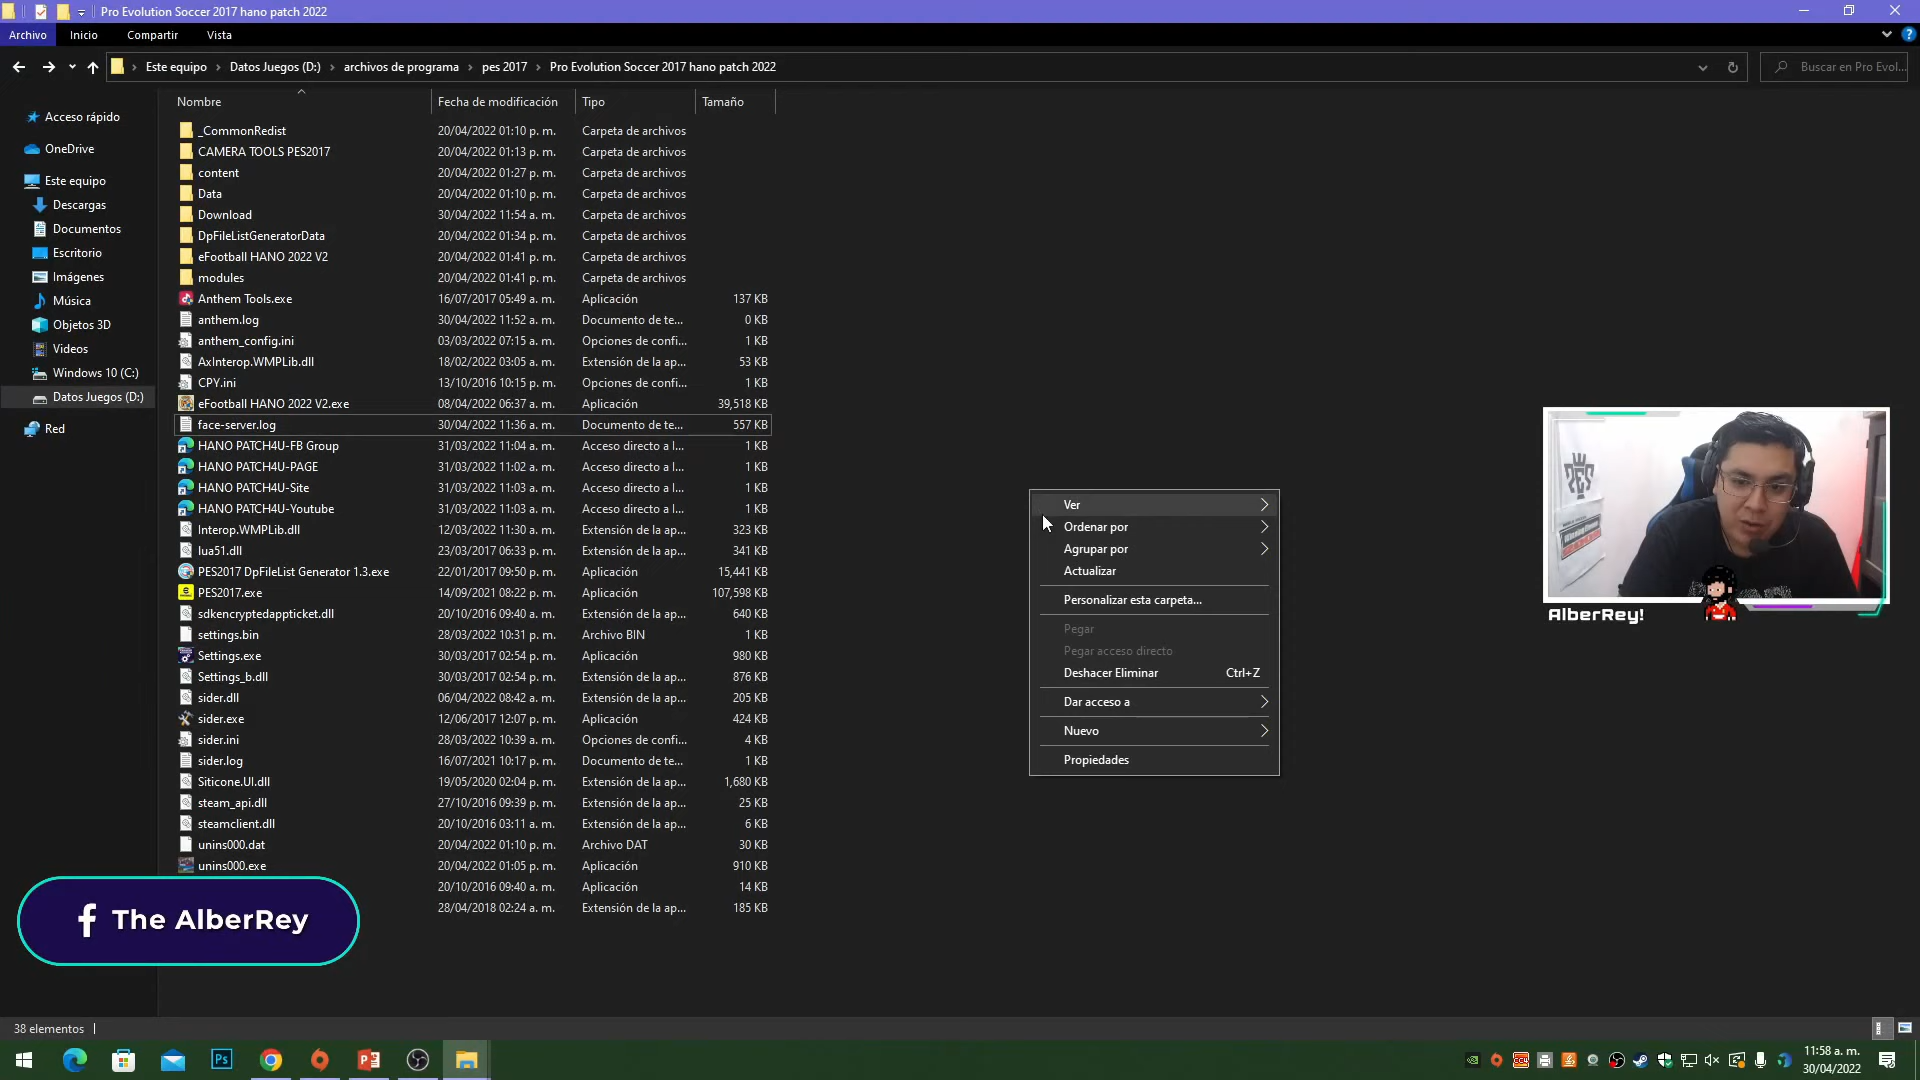 Pro Evolution Soccer 2017 hano patch 2022
Archivo Inicio Compartir Vista
Este equipo Datos Juegos (D:) archivos de programa pes 2017 Pro Evolution Soccer 2017 hano patch 2022
Buscar en Pro Evol...
Acceso rápido
OneDrive
Este equipo
Descargas
Documentos
Escritorio
Imágenes
Música
Objetos 3D
Videos
Windows 10 (C:)
Datos Juegos (D:)
Red
Nombre Fecha de modificación Tipo Tamaño
_CommonRedist 20/04/2022 01:10 p. m. Carpeta de archivos
CAMERA TOOLS PES2017 20/04/2022 01:13 p. m. Carpeta de archivos
content 20/04/2022 01:27 p. m. Carpeta de archivos
Data 20/04/2022 01:10 p. m. Carpeta de archivos
Download 30/04/2022 11:54 a. m. Carpeta de archivos
DpFileListGeneratorData 20/04/2022 01:34 p. m. Carpeta de archivos
eFootball HANO 2022 V2 20/04/2022 01:41 p. m. Carpeta de archivos
modules 20/04/2022 01:41 p. m. Carpeta de archivos
Anthem Tools.exe 16/07/2017 05:49 a. m. Aplicación 137 KB
anthem.log 30/04/2022 11:52 a. m. Documento de te... 0 KB
anthem_config.ini 03/03/2022 07:15 a. m. Opciones de confi... 1 KB
AxInterop.WMPLib.dll 18/02/2022 03:05 a. m. Extensión de la ap... 53 KB
CPY.ini 13/10/2016 10:15 p. m. Opciones de confi... 1 KB
eFootball HANO 2022 V2.exe 08/04/2022 06:37 a. m. Aplicación 39,518 KB
face-server.log 30/04/2022 11:36 a. m. Documento de te... 557 KB
HANO PATCH4U-FB Group 31/03/2022 11:04 a. m. Acceso directo a l... 1 KB
HANO PATCH4U-PAGE 31/03/2022 11:02 a. m. Acceso directo a l... 1 KB
HANO PATCH4U-Site 31/03/2022 11:03 a. m. Acceso directo a l... 1 KB
HANO PATCH4U-Youtube 31/03/2022 11:03 a. m. Acceso directo a l... 1 KB
Interop.WMPLib.dll 12/03/2022 11:30 a. m. Extensión de la ap... 323 KB
lua51.dll 23/03/2017 06:33 p. m. Extensión de la ap... 341 KB
PES2017 DpFileList Generator 1.3.exe 22/01/2017 09:50 p. m. Aplicación 15,441 KB
PES2017.exe 14/09/2021 08:22 p. m. Aplicación 107,598 KB
sdkencryptedappticket.dll 20/10/2016 09:40 a. m. Extensión de la ap... 640 KB
settings.bin 28/03/2022 10:31 p. m. Archivo BIN 1 KB
Settings.exe 30/03/2017 02:54 p. m. Aplicación 980 KB
Settings_b.dll 30/03/2017 02:54 p. m. Extensión de la ap... 876 KB
sider.dll 06/04/2022 08:42 a. m. Extensión de la ap... 205 KB
sider.exe 12/06/2017 12:07 p. m. Aplicación 424 KB
sider.ini 28/03/2022 10:39 a. m. Opciones de confi... 4 KB
sider.log 16/07/2021 10:17 p. m. Documento de te... 1 KB
Siticone.UI.dll 19/05/2020 02:04 p. m. Extensión de la ap... 1,680 KB
steam_api.dll 27/10/2016 09:39 p. m. Extensión de la ap... 25 KB
steamclient.dll 20/10/2016 03:11 a. m. Extensión de la ap... 6 KB
unins000.dat 20/04/2022 01:10 p. m. Archivo DAT 30 KB
unins000.exe 20/04/2022 01:05 p. m. Aplicación 910 KB
20/10/2016 09:40 a. m. Aplicación 14 KB
28/04/2018 02:24 a. m. Extensión de la ap... 185 KB
Ver
Ordenar por
Agrupar por
Actualizar
Personalizar esta carpeta...
Pegar
Pegar acceso directo
Deshacer Eliminar Ctrl+Z
Dar acceso a
Nuevo
Propiedades
AlberRey!
The AlberRey
38 elementos
11:58 a. m.
30/04/2022